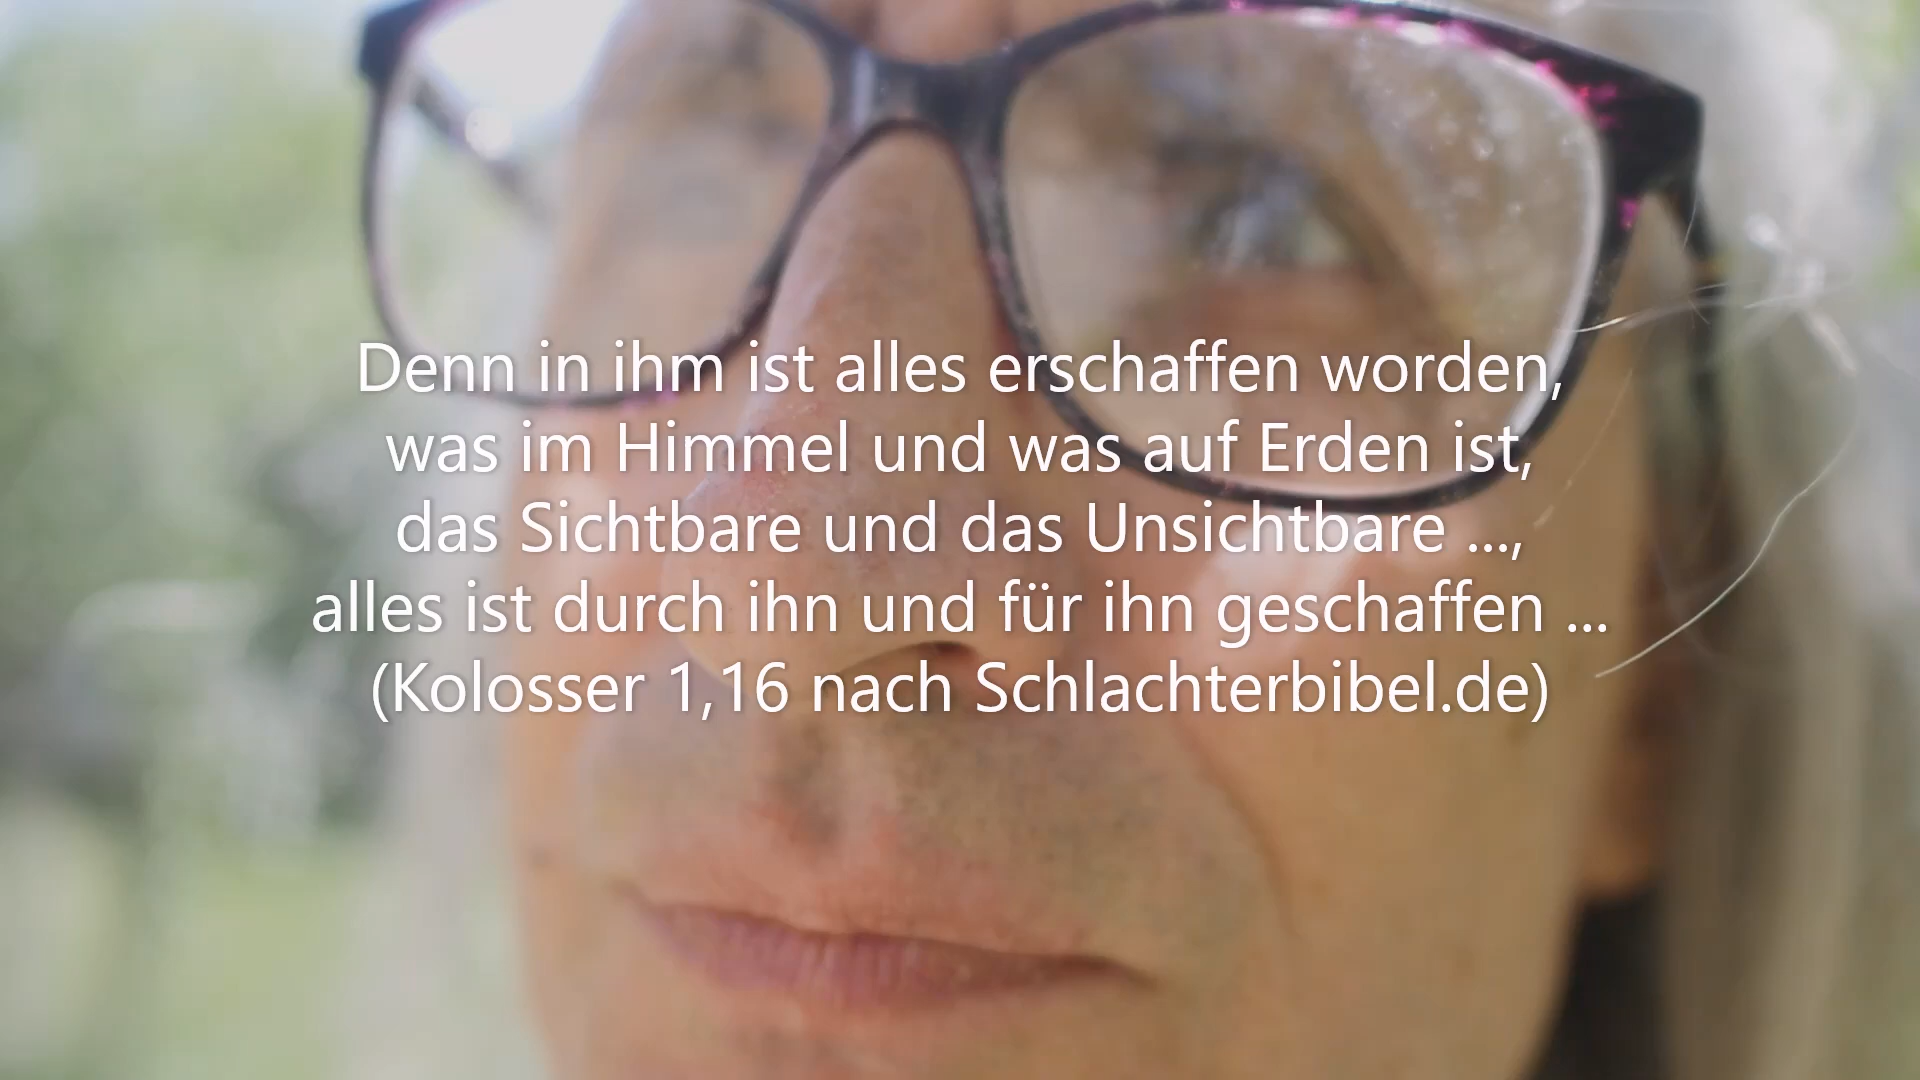 Denn in ihm ist alles erschaffen worden,
was im Himmel und was auf Erden ist,
das Sichtbare und das Unsichtbare ...,
alles ist durch ihn und für ihn geschaffen ...
(Kolosser 1,16 nach Schlachterbibel.de)